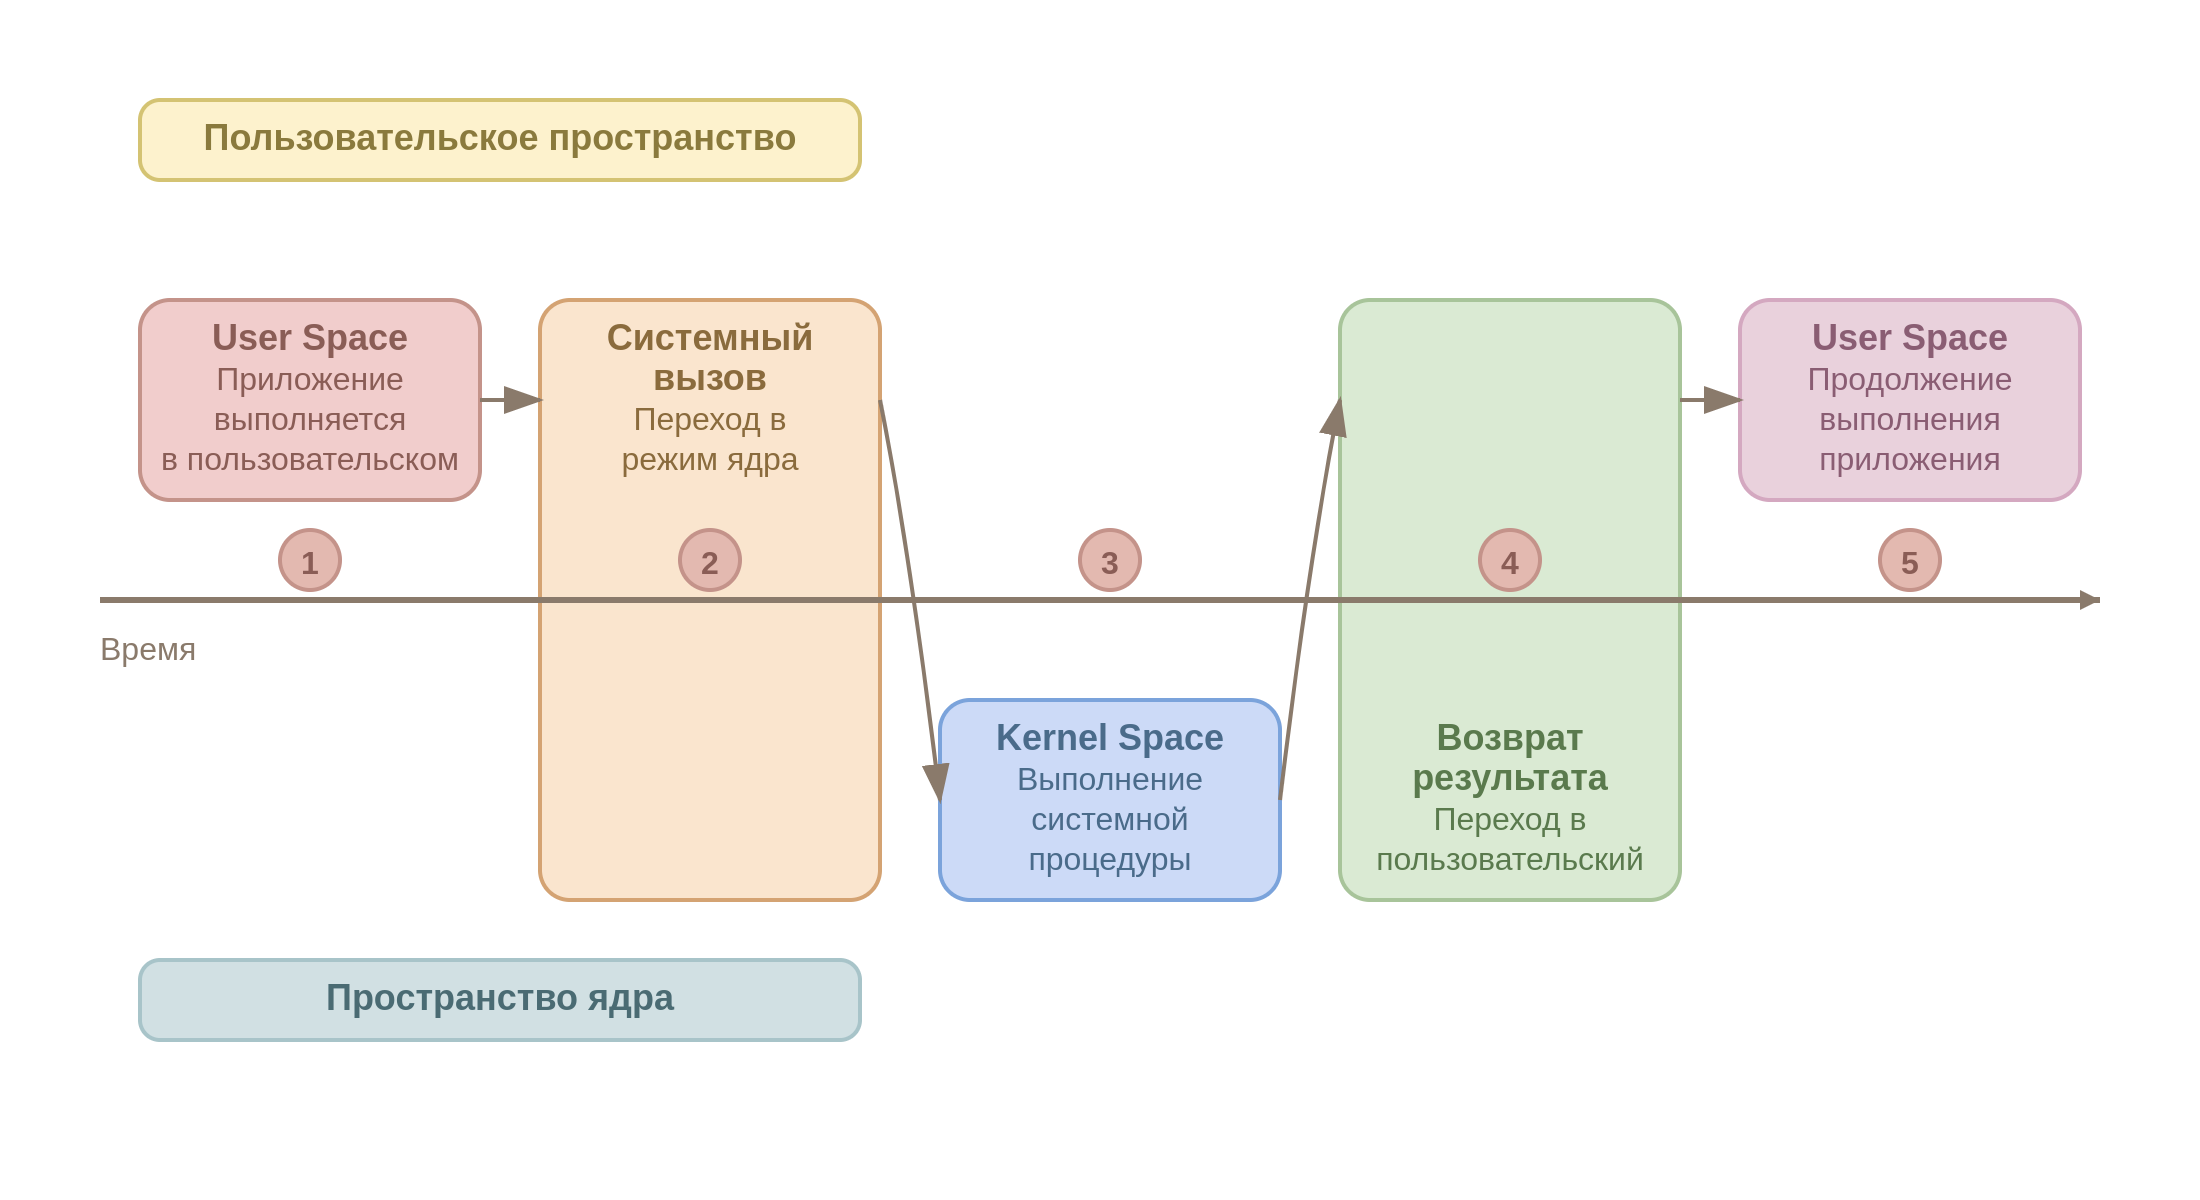 Пользовательское пространство
User Space
Приложение
выполняется
в пользовательском
Системный
вызов
Переход в
режим ядра
User Space
Продолжение
выполнения
приложения
1
2
3
4
5
Время
Kernel Space
Выполнение
системной
процедуры
Возврат
результата
Переход в
пользовательский
Пространство ядра